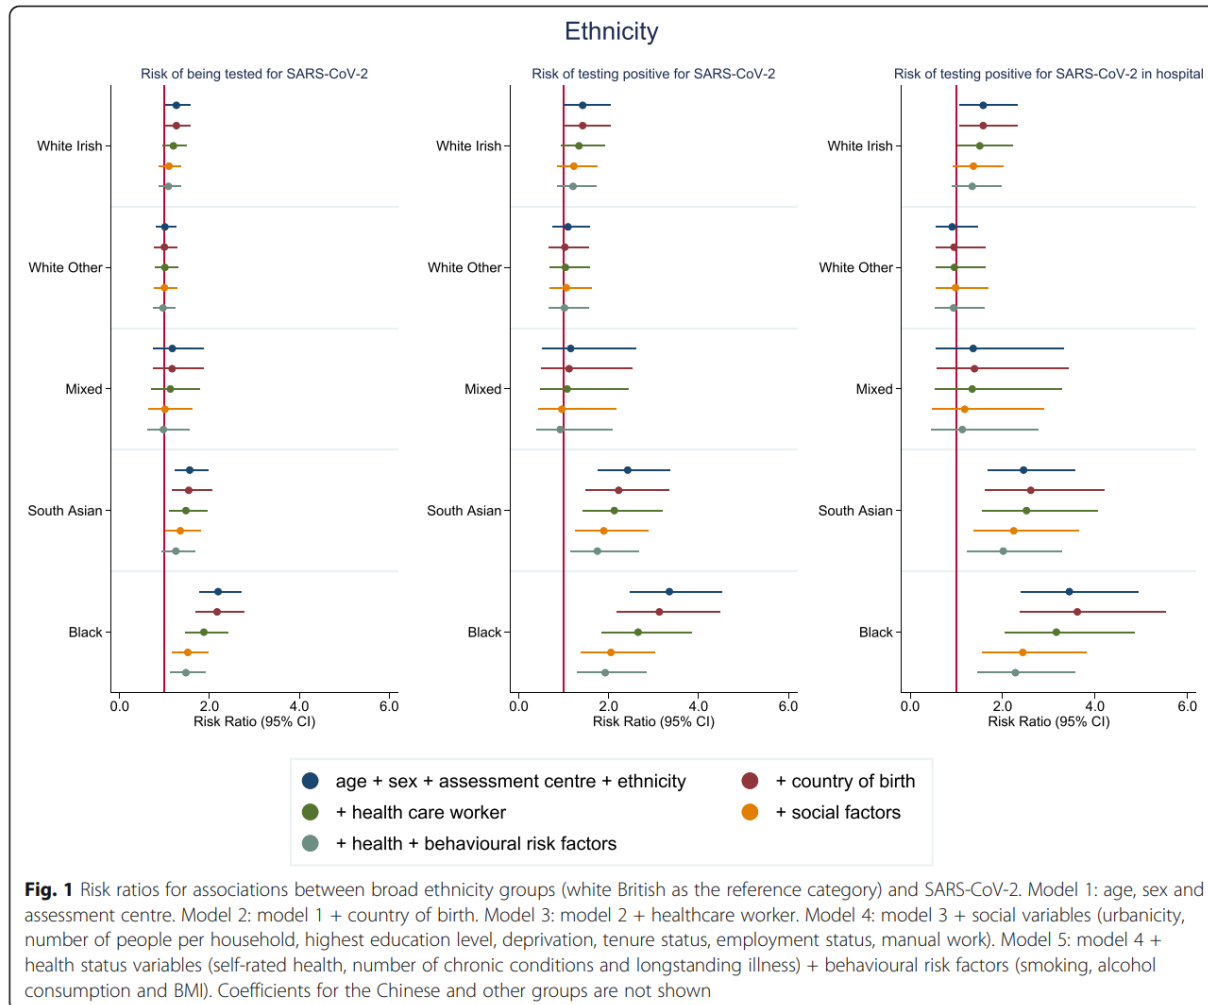 Ethnicity
Risk of being tested for SARS-CoV-2
White Irish
White Other
Mixed
South Asian
Black
0.0 2.0 4.0 6.0
Risk Ratio (95% CI)
Risk of testing positive for SARS-CoV-2
White Irish
White Other
Mixed
South Asian
Black
0.0 2.0 4.0 6.0
Risk Ratio (95% CI)
Risk of testing positive for SARS-CoV-2 in hospital
White Irish
White Other
Mixed
South Asian
Black
0.0 2.0 4.0 6.0
Risk Ratio (95% CI)
age + sex + assessment centre + ethnicity
+ country of birth
+ health care worker
+ social factors
+ health + behavioural risk factors
Fig. 1 Risk ratios for associations between broad ethnicity groups (white British as the reference category) and SARS-CoV-2. Model 1: age, sex and
assessment centre. Model 2: model 1 + country of birth. Model 3: model 2 + healthcare worker. Model 4: model 3 + social variables (urbanicity,
number of people per household, highest education level, deprivation, tenure status, employment status, manual work). Model 5: model 4 +
health status variables (self-rated health, number of chronic conditions and longstanding illness) + behavioural risk factors (smoking, alcohol
consumption and BMI). Coefficients for the Chinese and other groups are not shown